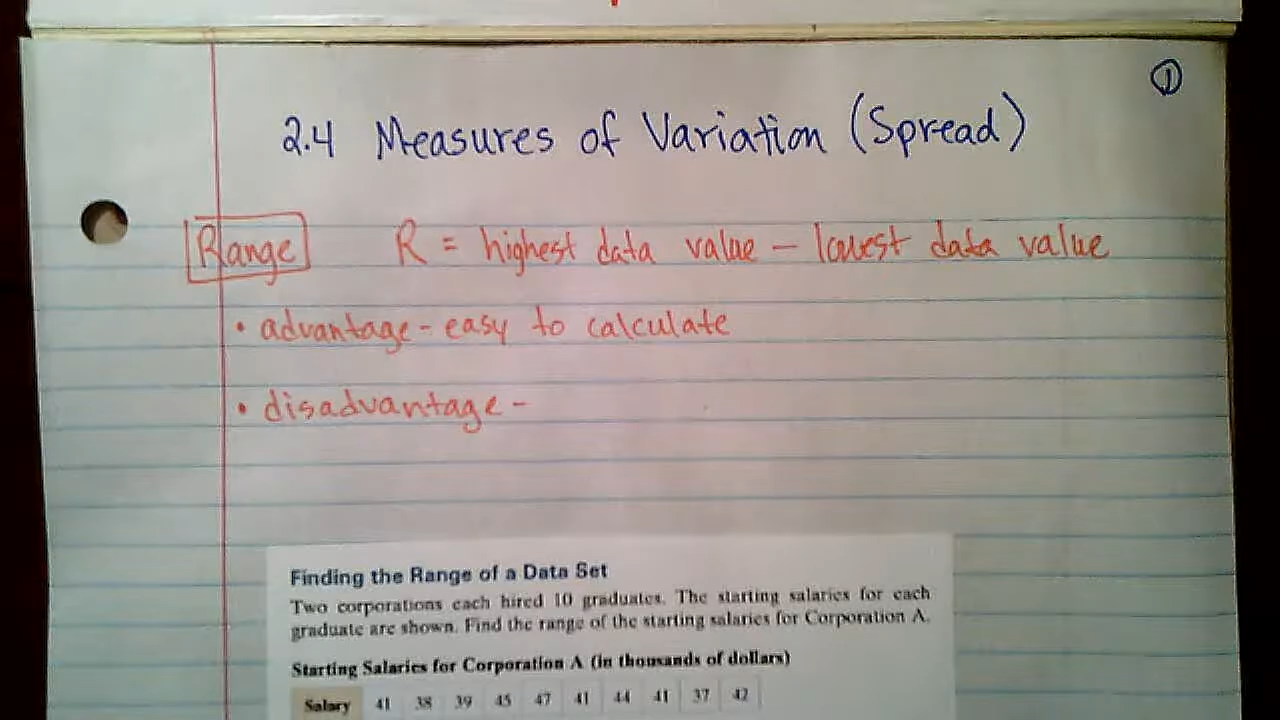 ①
2.4 Measures of Variation (Spread)
Range R = highest data value - lowest data value
• advantage - easy to calculate
• disadvantage -
Finding the Range of a Data Set
Two corporations each hired 10 graduates. The starting salaries for each
graduate are shown. Find the range of the starting salaries for Corporation A.
Starting Salaries for Corporation A (in thousands of dollars)
Salary 41 38 39 45 47 41 44 41 37 42